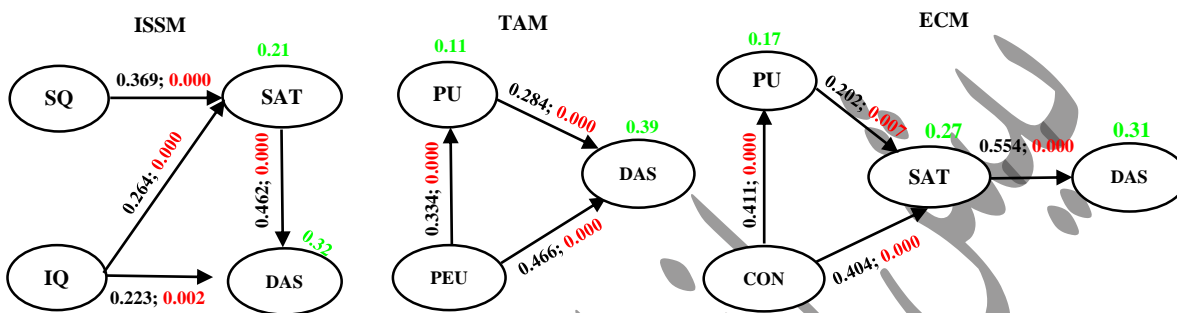 ISSM
0.21
SQ
0.369; 0.000
SAT
0.264; 0.000
0.462; 0.000
0.32
IQ
0.223; 0.002
DAS
TAM
0.11
PU
0.284; 0.000
0.39
DAS
0.334; 0.000
PEU
0.466; 0.000
ECM
0.17
PU
0.202; 0.007
0.27
SAT
0.554; 0.000
0.31
DAS
0.411; 0.000
CON
0.404; 0.000